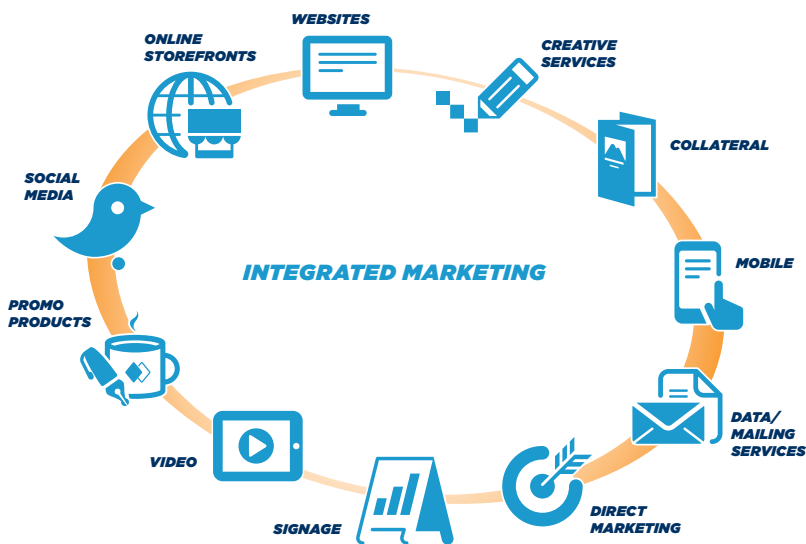 WEBSITES
ONLINE
STOREFRONTS
CREATIVE
SERVICES
COLLATERAL
SOCIAL
MEDIA
INTEGRATED MARKETING
MOBILE
PROMO
PRODUCTS
DATA/
MAILING
SERVICES
VIDEO
DIRECT
MARKETING
SIGNAGE